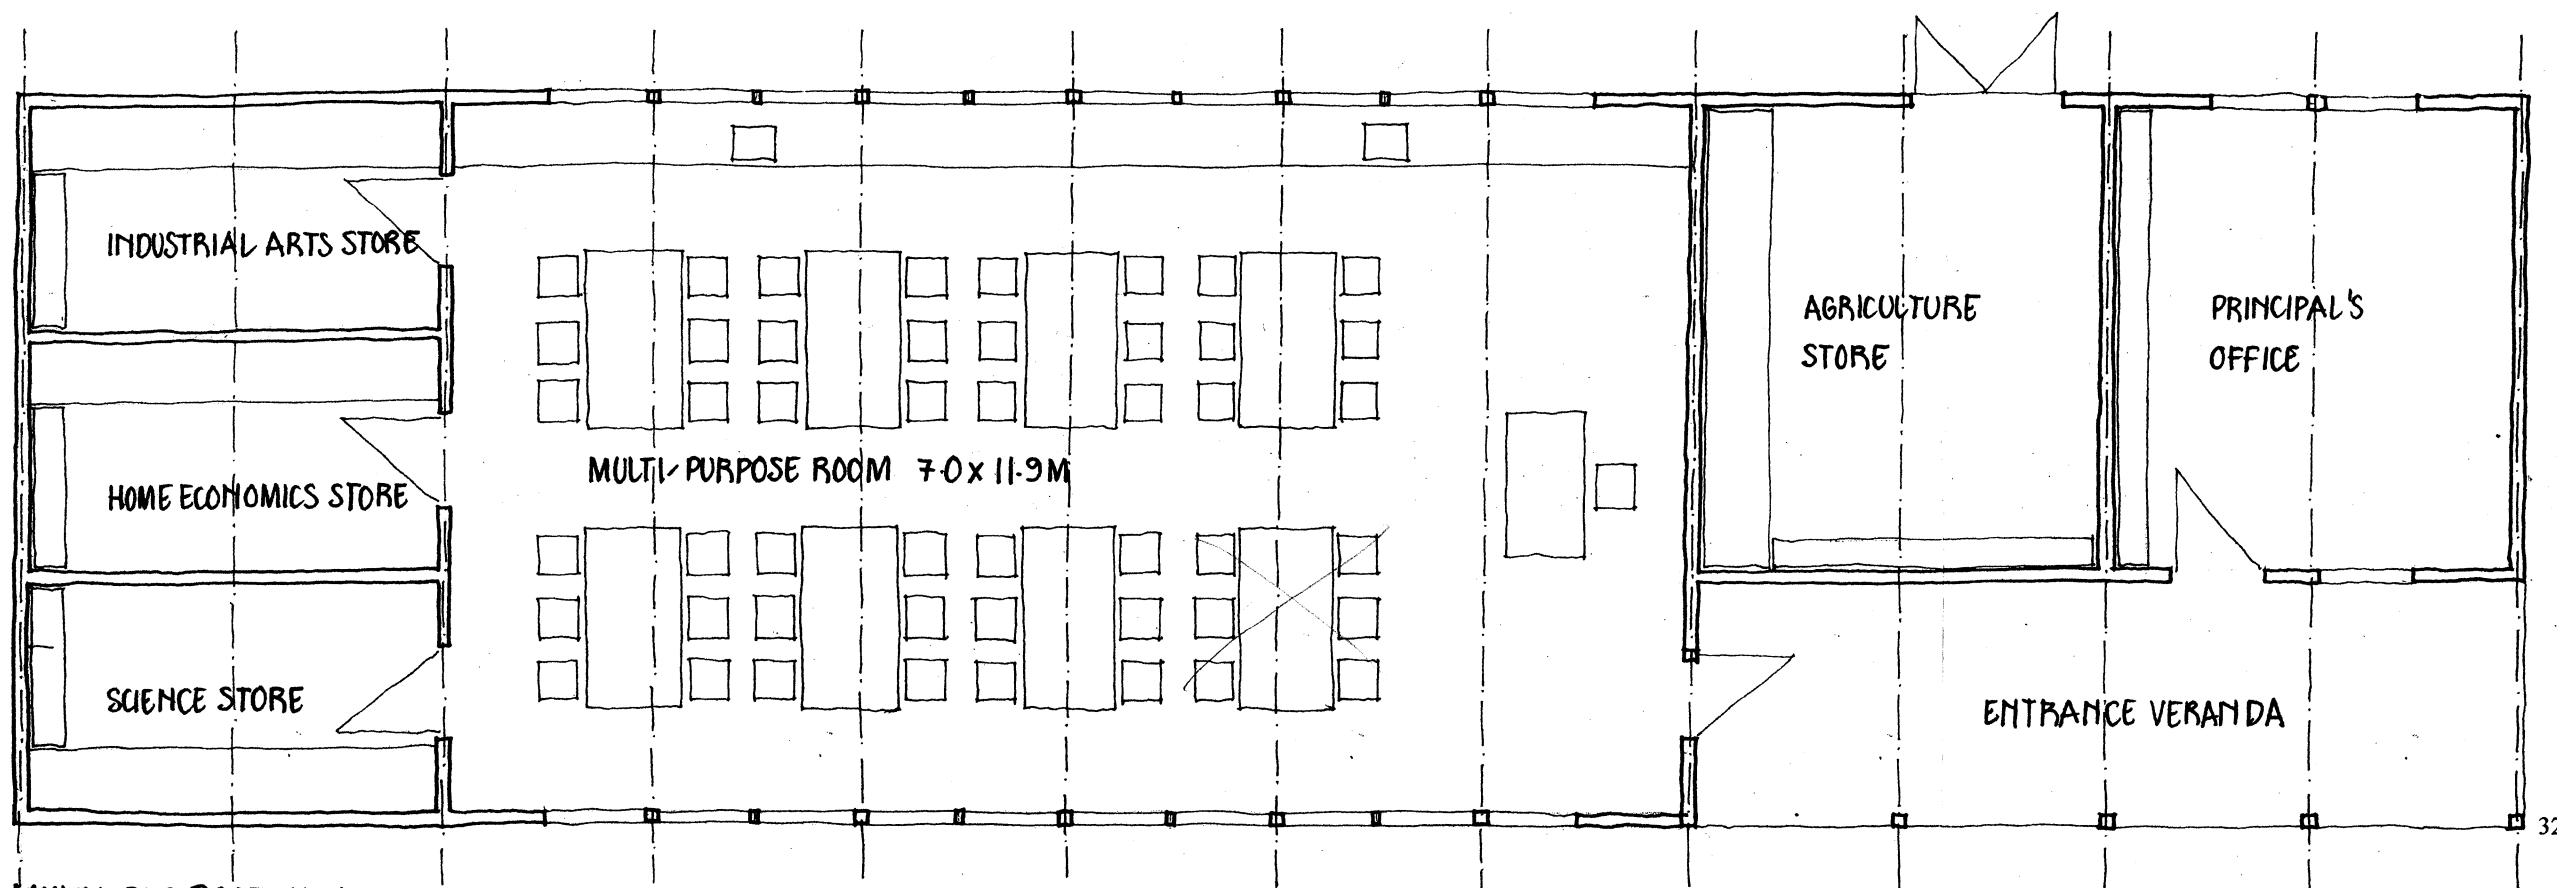 INDUSTRIAL ARTS STORE
AGRICULTURE
STORE
PRINCIPAL'S
OFFICE
MULTI-PURPOSE ROOM 7.0 x 11.9M
HOME ECONOMICS STORE
SCIENCE STORE
ENTRANCE VERANDA
32